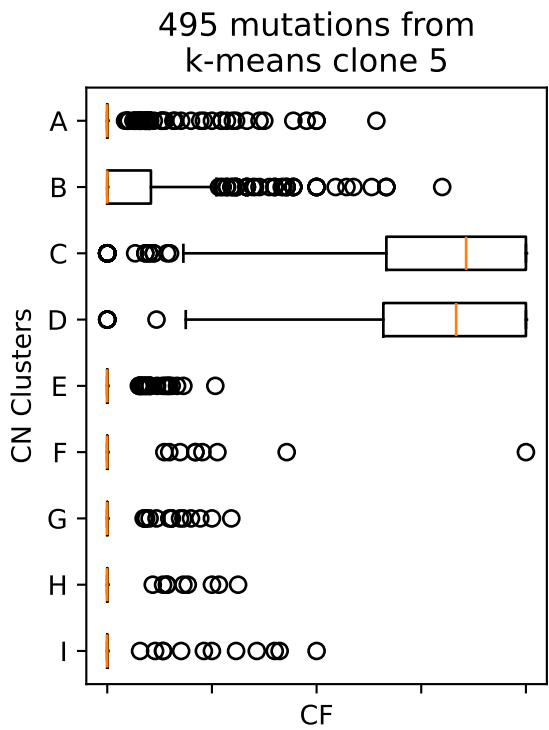 495 mutations from
k-means clone 5
A
B
C
D
E
F
G
H
I
CN Clusters
CF